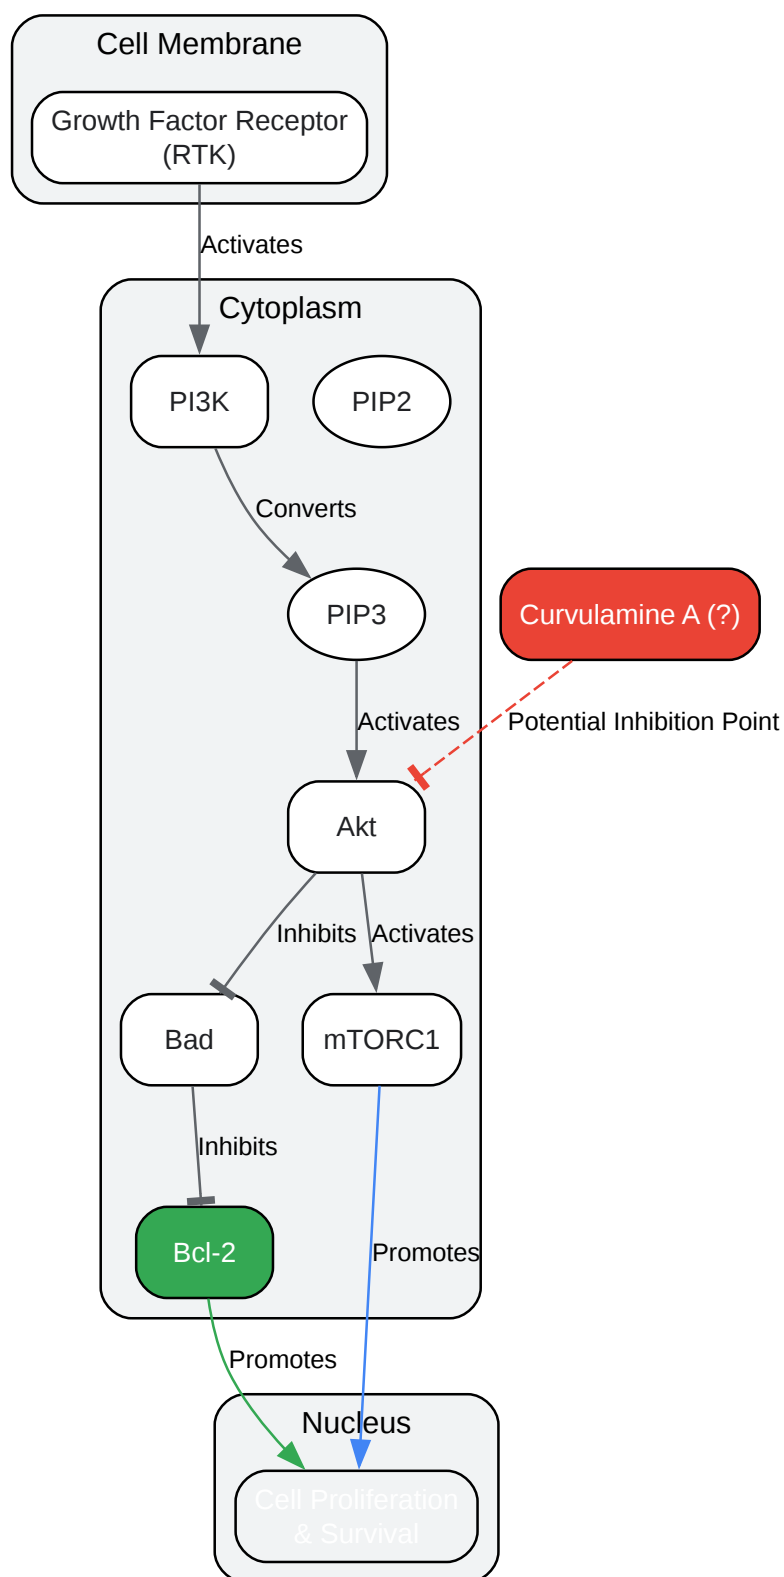 Cell Membrane
Growth Factor Receptor
(RTK)
Activates
Cytoplasm
PI3K
PIP2
Converts
PIP3
Curvulamine A (?)
Activates
Potential Inhibition Point
Akt
Inhibits
Activates
Bad
mTORC1
Inhibits
Bcl-2
Promotes
Promotes
Nucleus
Cell Proliferation
& Survival